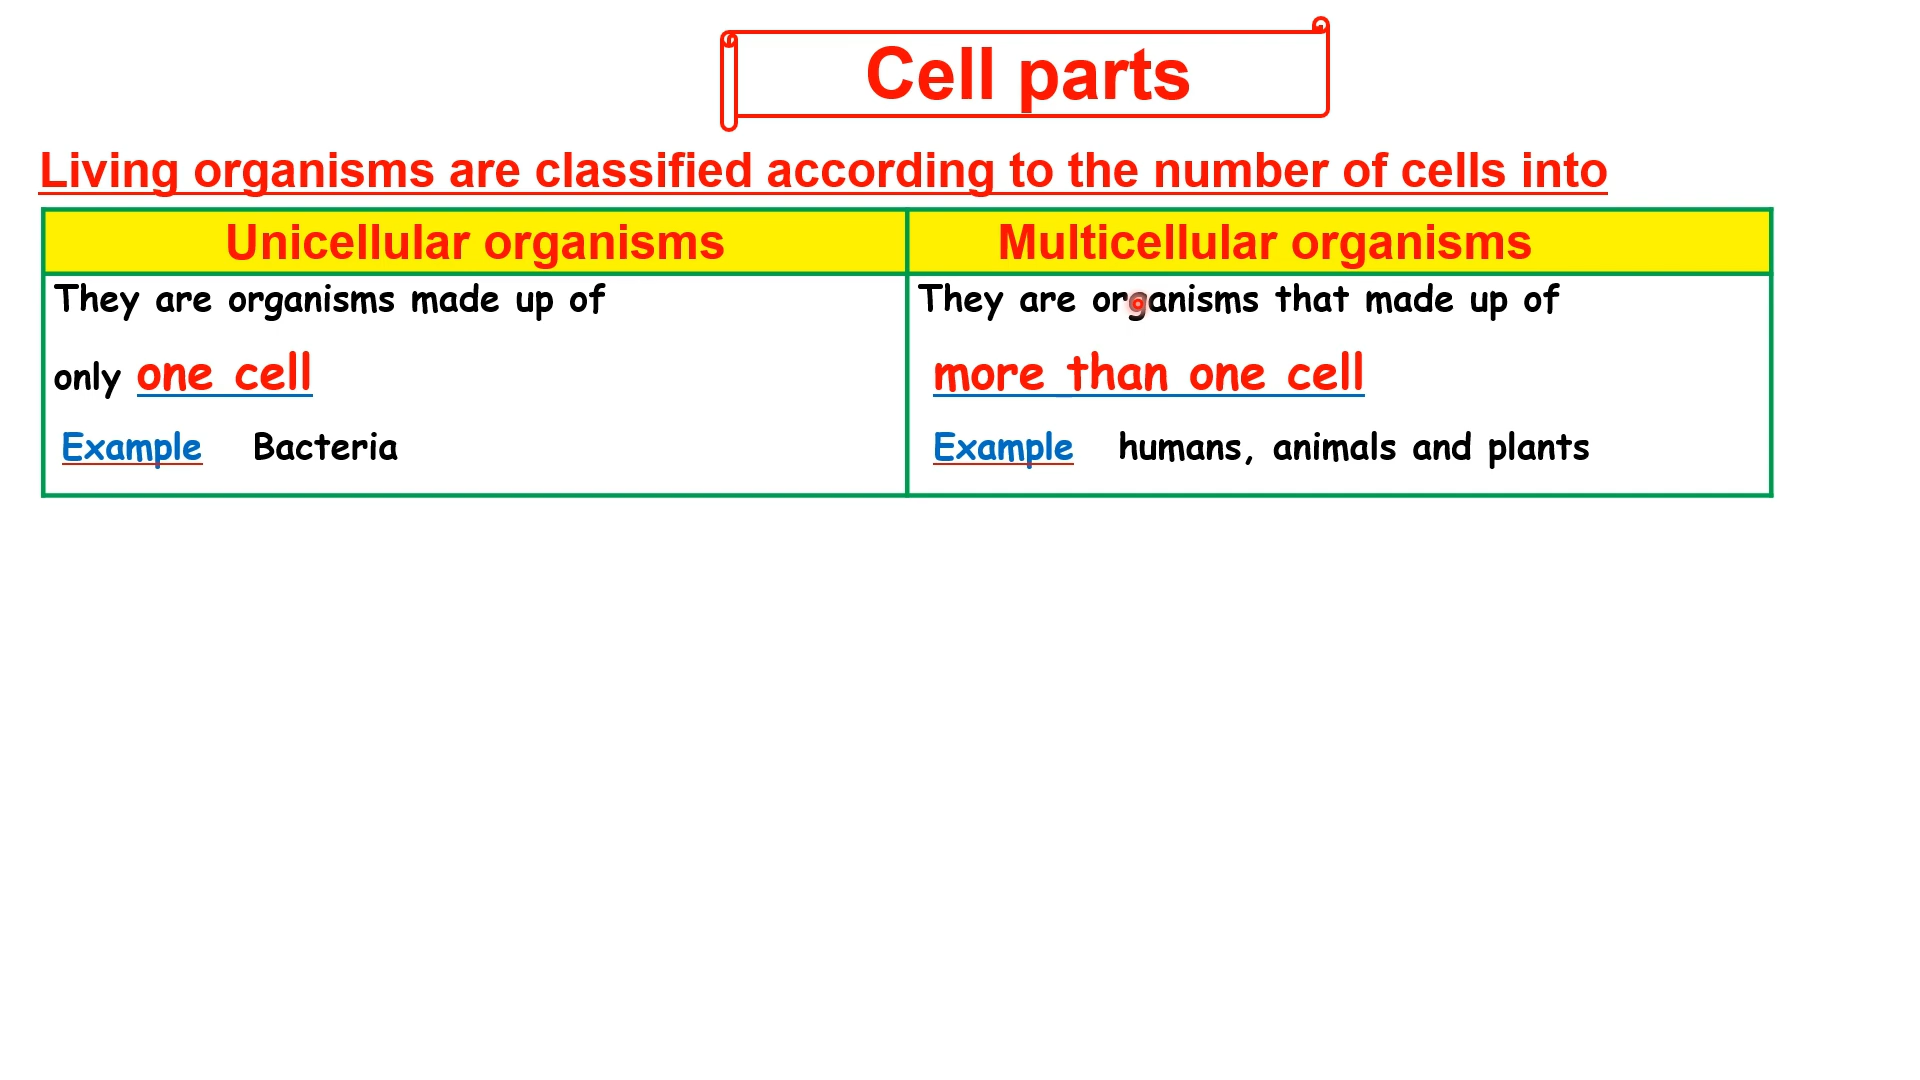 Cell parts
Living organisms are classified according to the number of cells into
Unicellular organisms
They are organisms made up of
only one cell
Example Bacteria
Multicellular organisms
They are organisms that made up of
more than one cell
Example humans, animals and plants